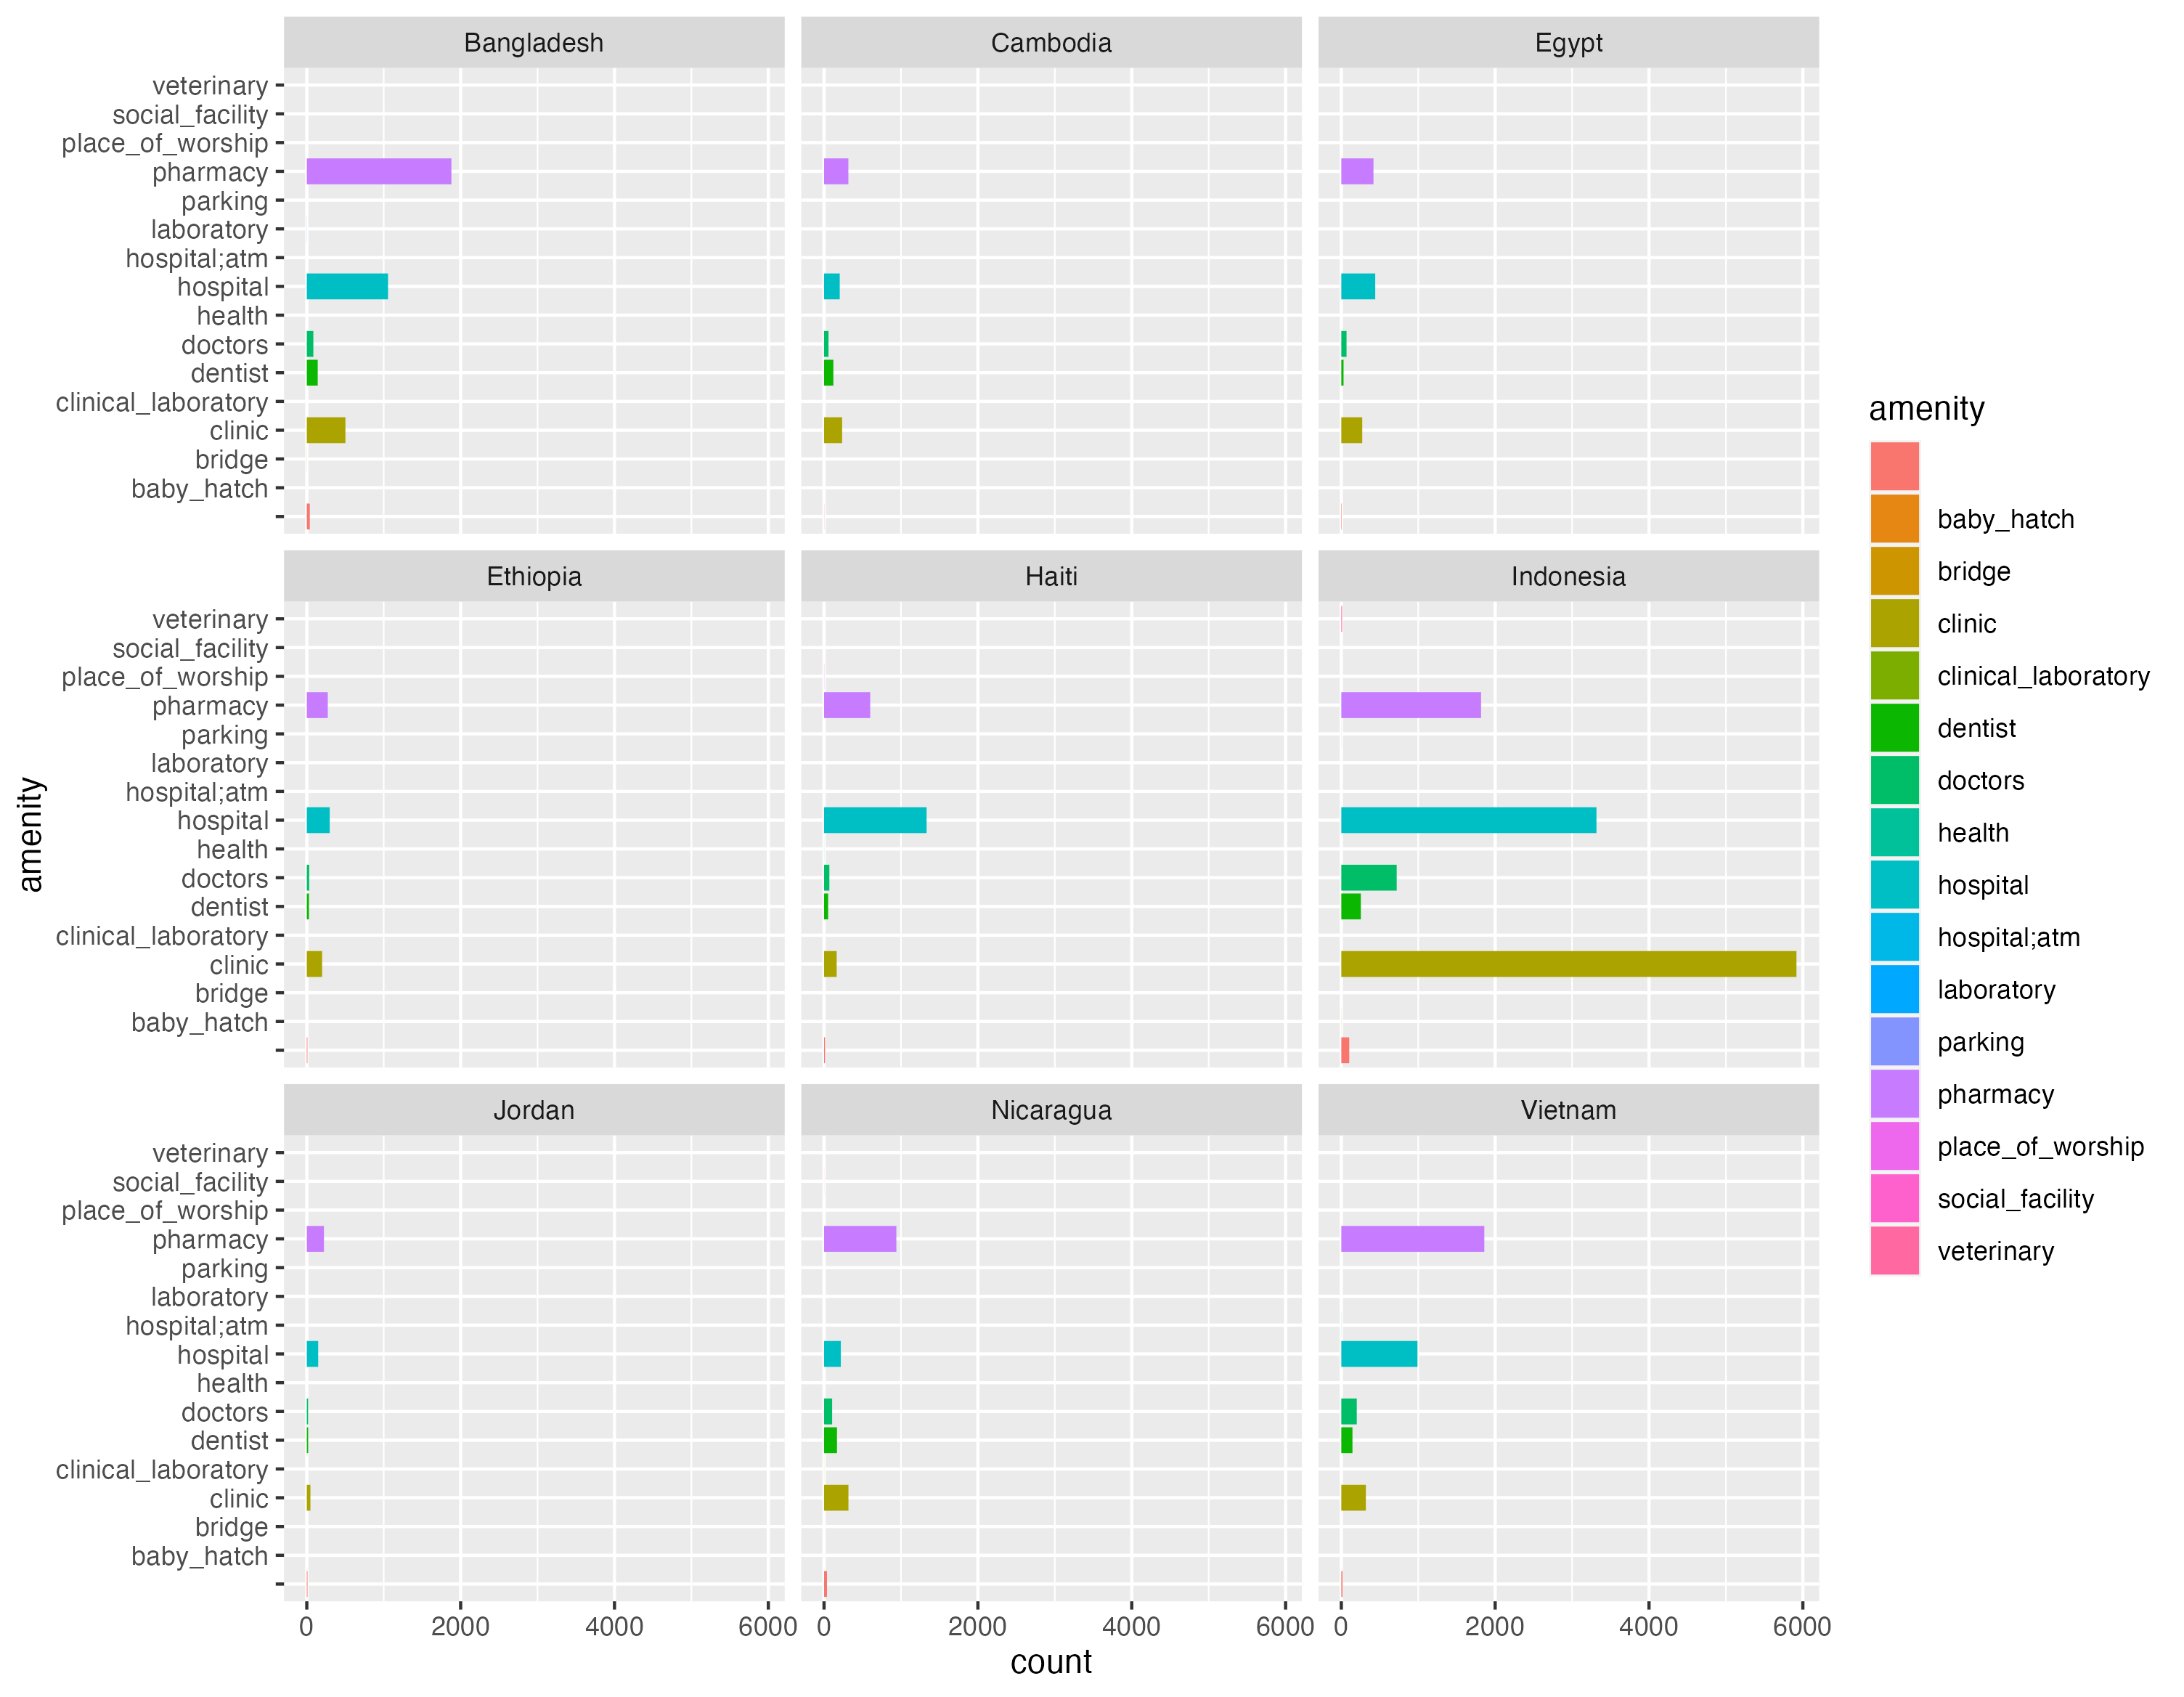 Bangladesh
Cambodia
Egypt
veterinary
social_facility
place_of_worship
pharmacy
parking
laboratory
hospital;atm
hospital
health
doctors
dentist
clinical_laboratory
clinic
bridge
baby_hatch
Ethiopia
Haiti
Indonesia
veterinary
social_facility
place_of_worship
pharmacy
parking
laboratory
hospital;atm
hospital
health
doctors
dentist
clinical_laboratory
clinic
bridge
baby_hatch
Jordan
Nicaragua
Vietnam
veterinary
social_facility
place_of_worship
pharmacy
parking
laboratory
hospital;atm
hospital
health
doctors
dentist
clinical_laboratory
clinic
bridge
baby_hatch
0 2000 4000 6000 0 2000 4000 6000 0 2000 4000 6000
count
amenity
amenity
baby_hatch
bridge
clinic
clinical_laboratory
dentist
doctors
health
hospital
hospital;atm
laboratory
parking
pharmacy
place_of_worship
social_facility
veterinary